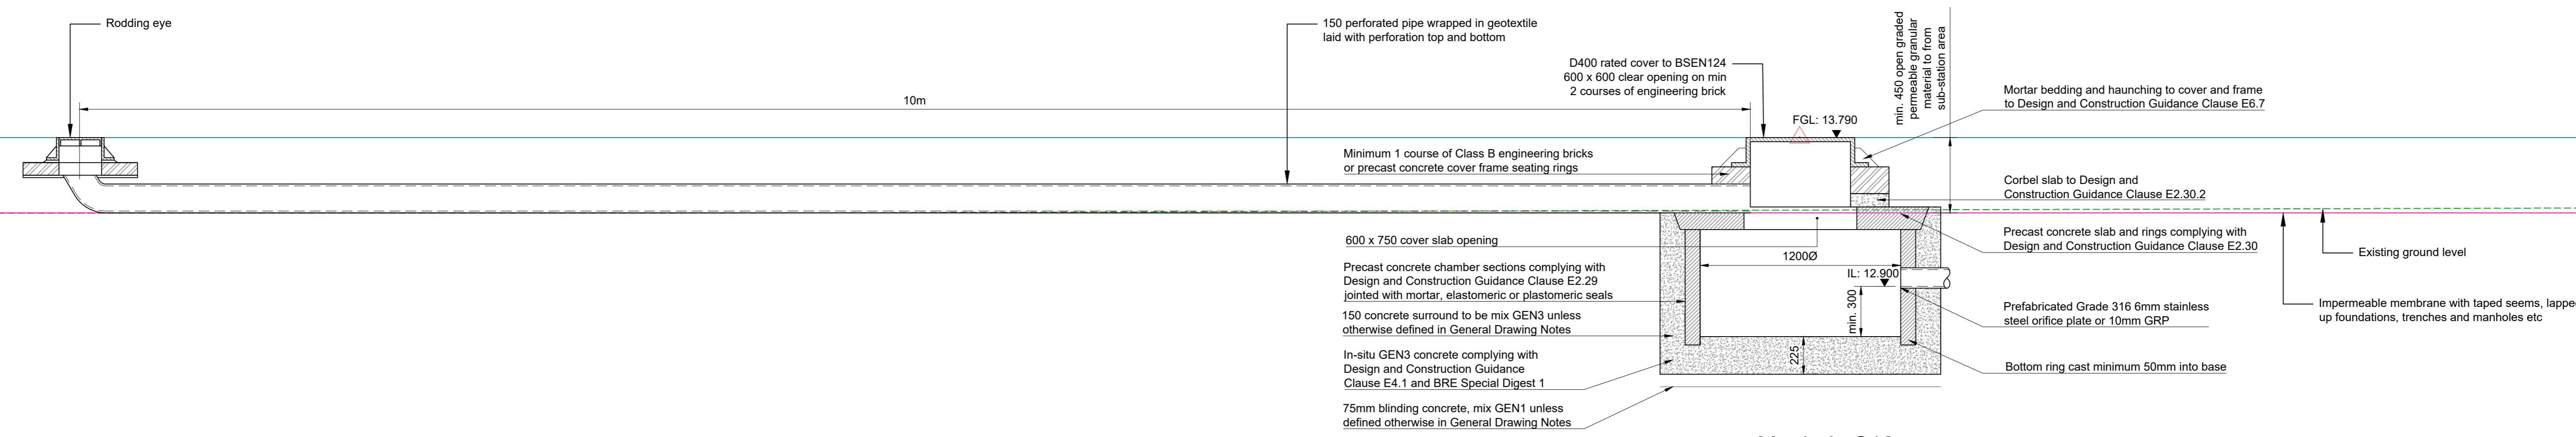 Rodding eye
150 perforated pipe wrapped in geotextile
laid with perforation top and bottom
10m
D400 rated cover to BSEN124
600 x 600 clear opening on min
2 courses of engineering brick
FGL: 13.790
min. 450 open graded
permeable granular
material to from
sub-station area
Mortar bedding and haunching to cover and frame
to Design and Construction Guidance Clause E6.7
Minimum 1 course of Class B engineering bricks
or precast concrete cover frame seating rings
Corbel slab to Design and
Construction Guidance Clause E2.30.2
600 x 750 cover slab opening
Precast concrete slab and rings complying with
Design and Construction Guidance Clause E2.30
Existing ground level
1200Ø
IL: 12.900
min. 300
225
Precast concrete chamber sections complying with
Design and Construction Guidance Clause E2.29
jointed with mortar, elastomeric or plastomeric seals
Prefabricated Grade 316 6mm stainless
steel orifice plate or 10mm GRP
Impermeable membrane with taped seems, lapped
up foundations, trenches and manholes etc
150 concrete surround to be mix GEN3 unless
otherwise defined in General Drawing Notes
In-situ GEN3 concrete complying with
Design and Construction Guidance
Clause E4.1 and BRE Special Digest 1
Bottom ring cast minimum 50mm into base
75mm blinding concrete, mix GEN1 unless
defined otherwise in General Drawing Notes